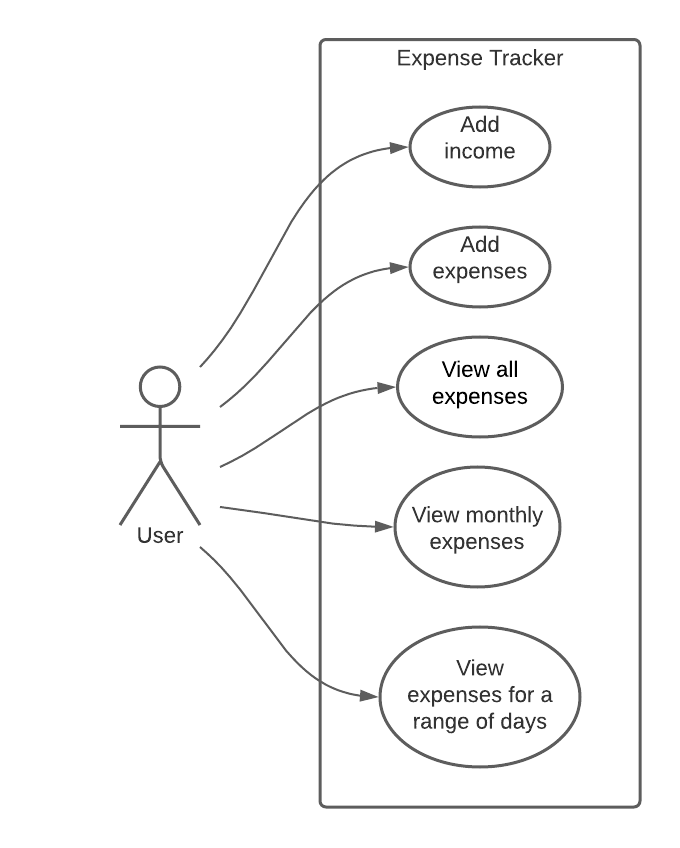 Expense Tracker
Add
income
Add
expenses
View all
expenses
View monthly
expenses
User
View
expenses for a
range of days